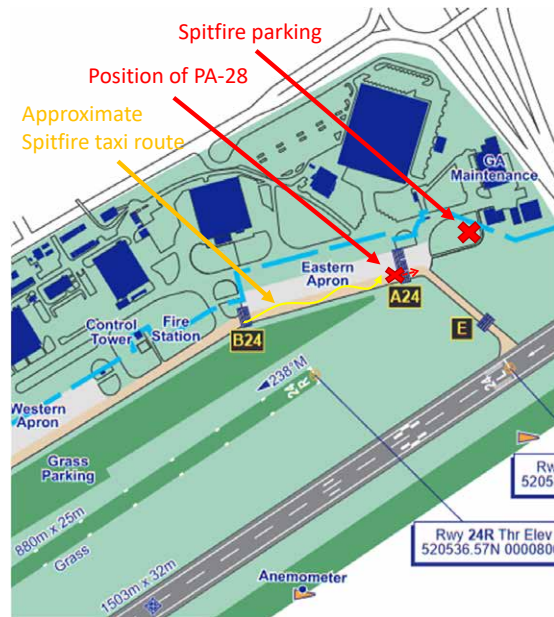 Spitfire parking
Position of PA-28
Approximate
Spitfire taxi route
GA
Maintenance
Eastern
Apron
A24
B24
E
Control
Tower
Fire
Station
Western
Apron
238°M
24
R
24
L
Grass
Parking
880m x 25m
Grass
1503m x 32m
Anemometer
Rw
5205
Rwy 24R Thr Elev
520536.57N 0000800